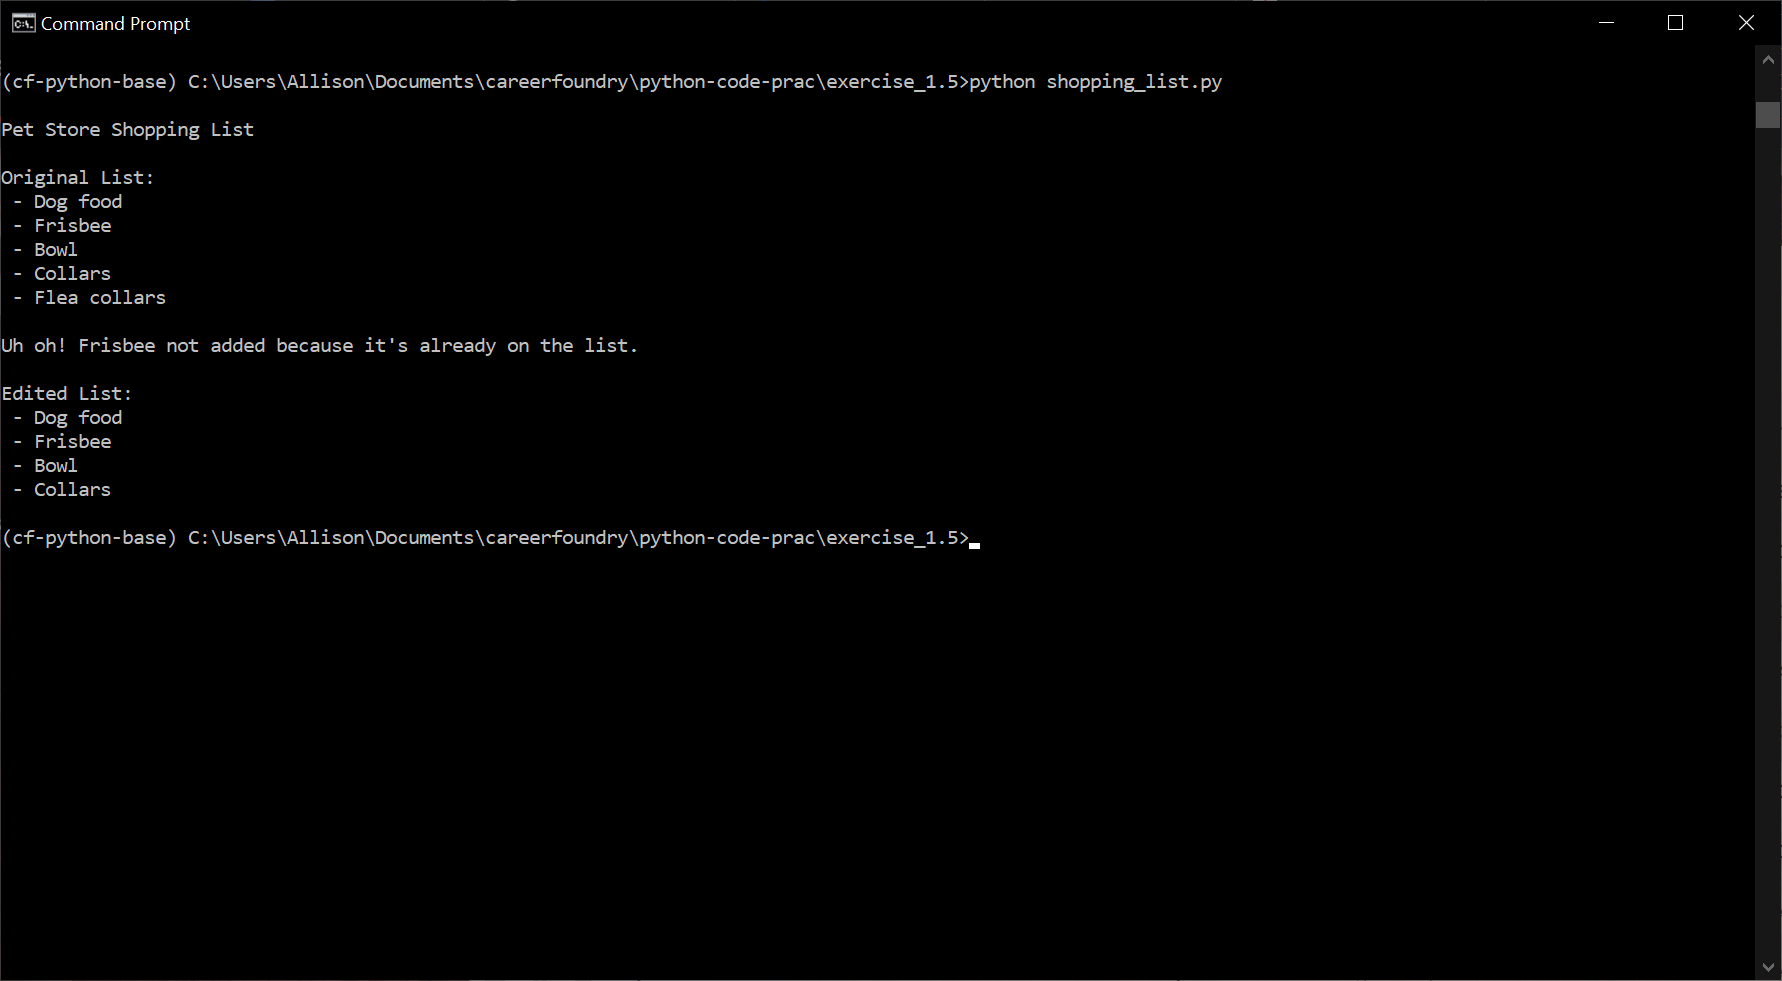 Command Prompt
(cf-python-base) C:\Users\Allison\Documents\careerfoundry\python-code-prac\exercise_1.5>python shopping_list.py
Pet Store Shopping List
Original List:
- Dog food
- Frisbee
- Bowl
- Collars
- Flea collars
Uh oh! Frisbee not added because it's already on the list.
Edited List:
- Dog food
- Frisbee
- Bowl
- Collars
(cf-python-base) C:\Users\Allison\Documents\careerfoundry\python-code-prac\exercise_1.5>